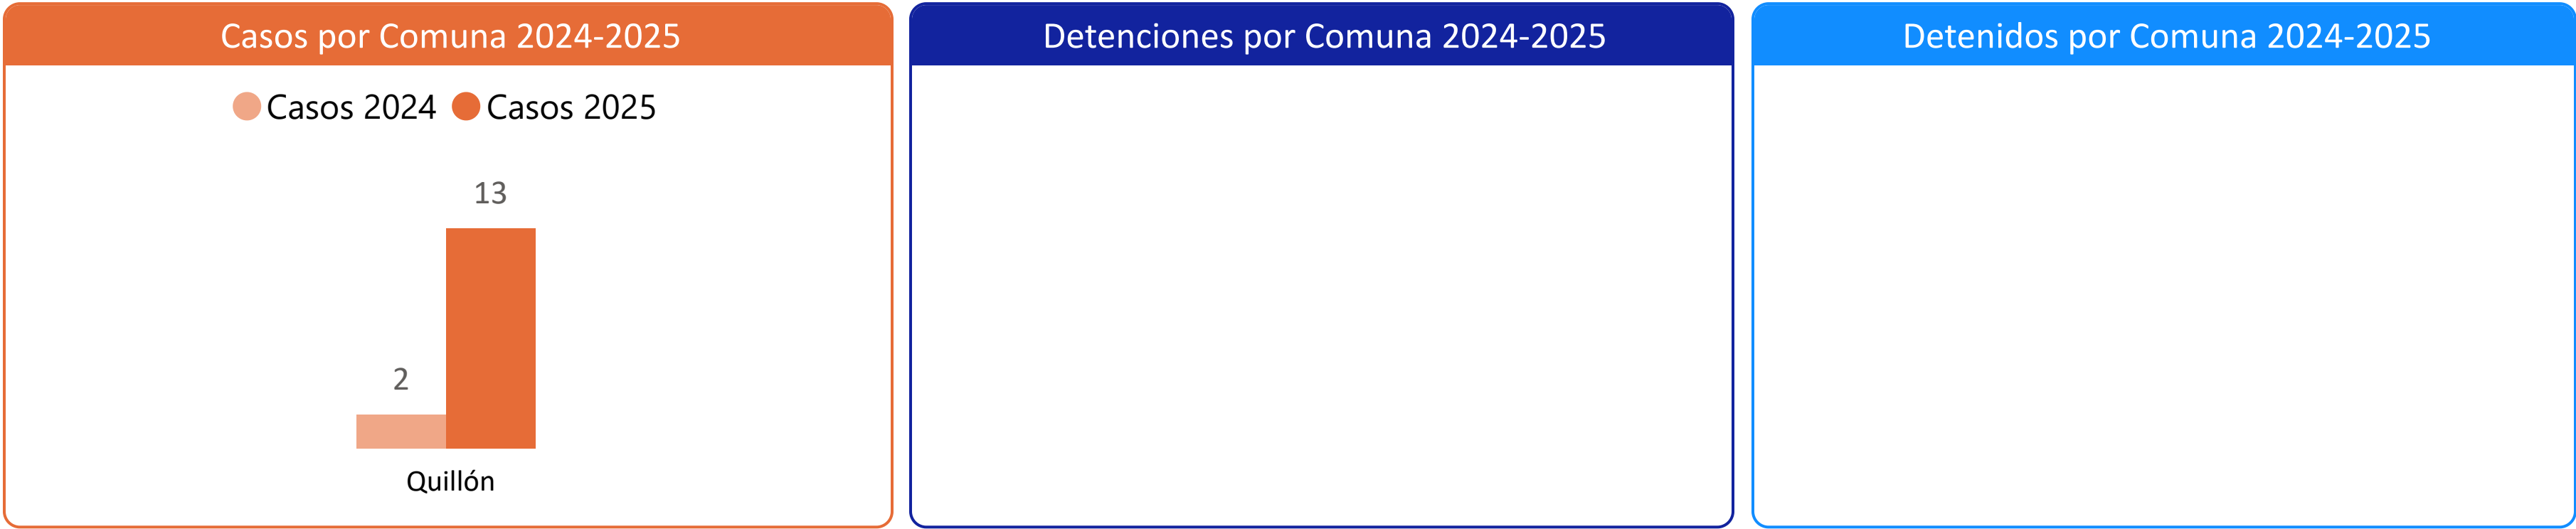 Casos por Comuna 2024-2025
Casos 2024 Casos 2025
13
2
Quillón
Detenciones por Comuna 2024-2025
Detenidos por Comuna 2024-2025